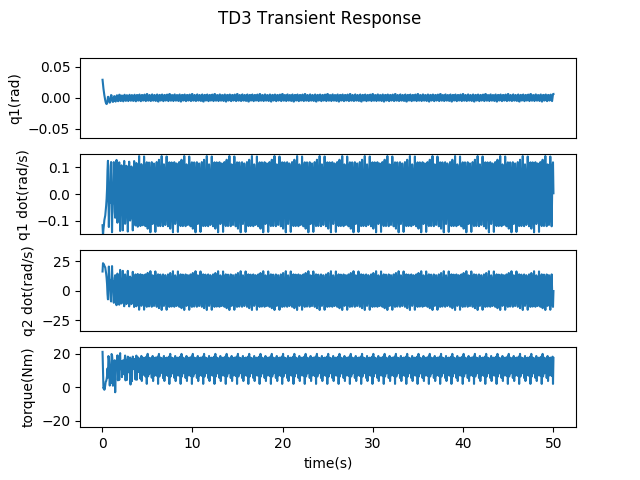 TD3 Transient Response
q1(rad)
0.05
0.00
−0.05
q1 dot(rad/s)
0.1
0.0
−0.1
q2 dot(rad/s)
25
0
−25
torque(Nm)
20
0
−20
0 10 20 30 40 50
time(s)